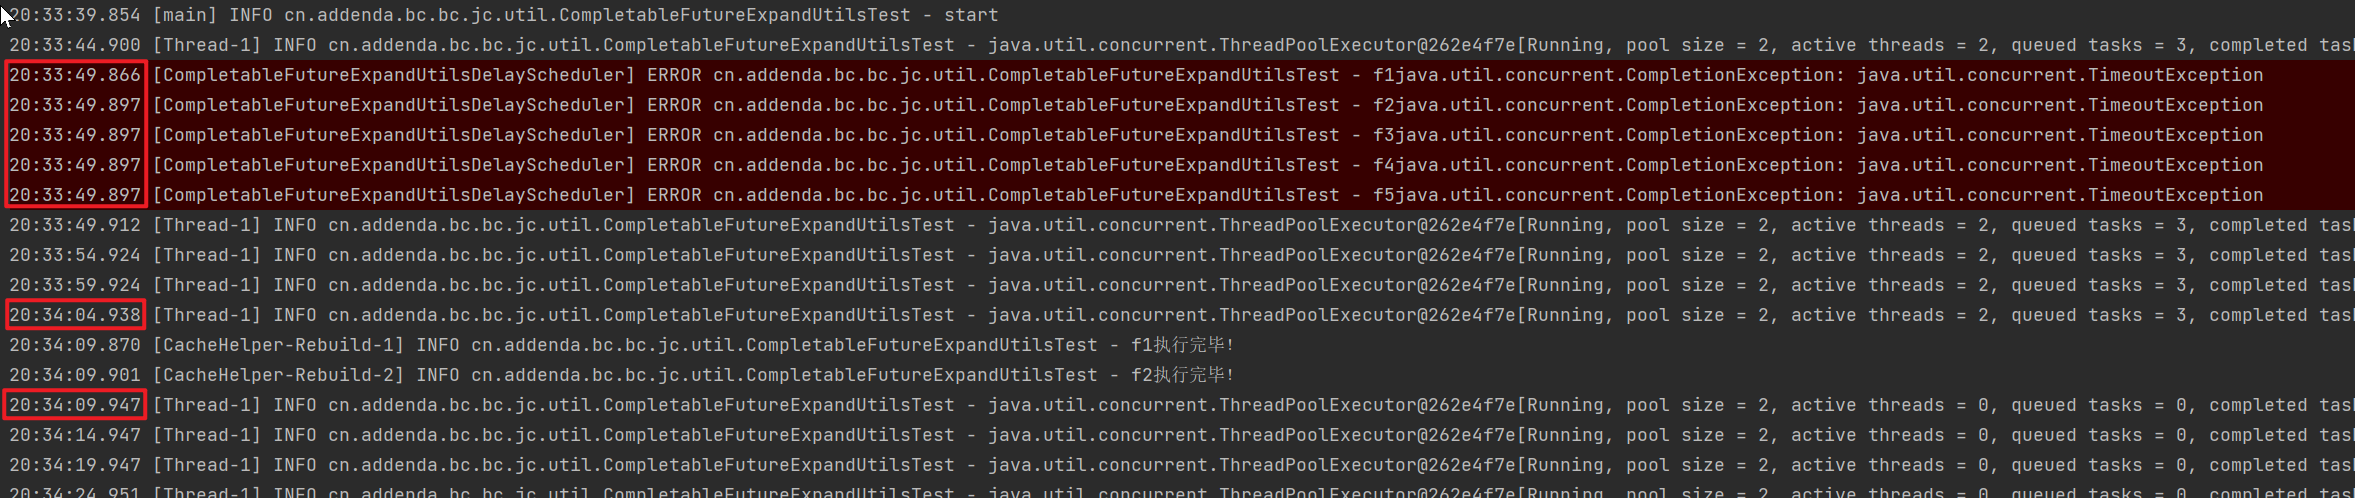 20:33:39.854 [main] INFO cn.addenda.bc.bc.jc.util.CompletableFutureExpandUtilsTest - start
20:33:44.900 [Thread-1] INFO cn.addenda.bc.bc.jc.util.CompletableFutureExpandUtilsTest - java.util.concurrent.ThreadPoolExecutor@262e4f7e[Running, pool size = 2, active threads = 2, queued tasks = 3, completed tas
20:33:49.866 [CompletableFutureExpandUtilsDelayScheduler] ERROR cn.addenda.bc.bc.jc.util.CompletableFutureExpandUtilsTest - f1java.util.concurrent.CompletionException: java.util.concurrent.TimeoutException
20:33:49.897 [CompletableFutureExpandUtilsDelayScheduler] ERROR cn.addenda.bc.bc.jc.util.CompletableFutureExpandUtilsTest - f2java.util.concurrent.CompletionException: java.util.concurrent.TimeoutException
20:33:49.897 [CompletableFutureExpandUtilsDelayScheduler] ERROR cn.addenda.bc.bc.jc.util.CompletableFutureExpandUtilsTest - f3java.util.concurrent.CompletionException: java.util.concurrent.TimeoutException
20:33:49.897 [CompletableFutureExpandUtilsDelayScheduler] ERROR cn.addenda.bc.bc.jc.util.CompletableFutureExpandUtilsTest - f4java.util.concurrent.CompletionException: java.util.concurrent.TimeoutException
20:33:49.897 [CompletableFutureExpandUtilsDelayScheduler] ERROR cn.addenda.bc.bc.jc.util.CompletableFutureExpandUtilsTest - f5java.util.concurrent.CompletionException: java.util.concurrent.TimeoutException
20:33:49.912 [Thread-1] INFO cn.addenda.bc.bc.jc.util.CompletableFutureExpandUtilsTest - java.util.concurrent.ThreadPoolExecutor@262e4f7e[Running, pool size = 2, active threads = 2, queued tasks = 3, completed tas
20:33:54.924 [Thread-1] INFO cn.addenda.bc.bc.jc.util.CompletableFutureExpandUtilsTest - java.util.concurrent.ThreadPoolExecutor@262e4f7e[Running, pool size = 2, active threads = 2, queued tasks = 3, completed tas
20:33:59.924 [Thread-1] INFO cn.addenda.bc.bc.jc.util.CompletableFutureExpandUtilsTest - java.util.concurrent.ThreadPoolExecutor@262e4f7e[Running, pool size = 2, active threads = 2, queued tasks = 3, completed tas
20:34:04.938 [Thread-1] INFO cn.addenda.bc.bc.jc.util.CompletableFutureExpandUtilsTest - java.util.concurrent.ThreadPoolExecutor@262e4f7e[Running, pool size = 2, active threads = 2, queued tasks = 3, completed tas
20:34:09.870 [CacheHelper-Rebuild-1] INFO cn.addenda.bc.bc.jc.util.CompletableFutureExpandUtilsTest - f1执行完毕!
20:34:09.901 [CacheHelper-Rebuild-2] INFO cn.addenda.bc.bc.jc.util.CompletableFutureExpandUtilsTest - f2执行完毕!
20:34:09.947 [Thread-1] INFO cn.addenda.bc.bc.jc.util.CompletableFutureExpandUtilsTest - java.util.concurrent.ThreadPoolExecutor@262e4f7e[Running, pool size = 2, active threads = 0, queued tasks = 0, completed tas
20:34:14.947 [Thread-1] INFO cn.addenda.bc.bc.jc.util.CompletableFutureExpandUtilsTest - java.util.concurrent.ThreadPoolExecutor@262e4f7e[Running, pool size = 2, active threads = 0, queued tasks = 0, completed tas
20:34:19.947 [Thread-1] INFO cn.addenda.bc.bc.jc.util.CompletableFutureExpandUtilsTest - java.util.concurrent.ThreadPoolExecutor@262e4f7e[Running, pool size = 2, active threads = 0, queued tasks = 0, completed tas
20:34:24.951 [Thread-1] INFO cn.addenda.bc.bc.jc.util.CompletableFutureExpandUtilsTest - java.util.concurrent.ThreadPoolExecutor@262e4f7e[Running, pool size = 2, active threads = 0, queued tasks = 0, completed tas